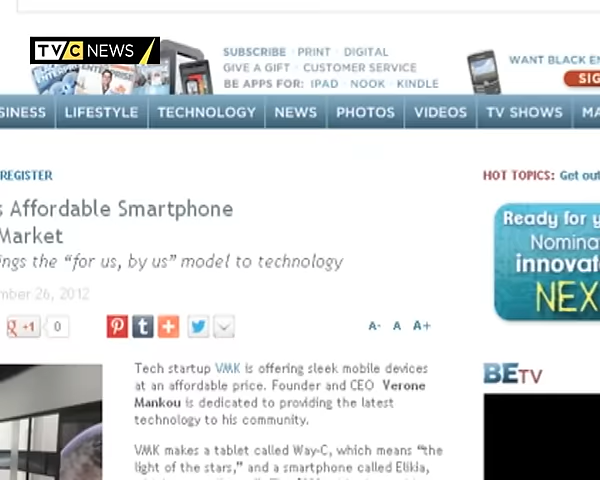 TVC NEWS
SUBSCRIBE PRINT DIGITAL
GIVE A GIFT CUSTOMER SERVICE
BE APPS FOR: IPAD NOOK KINDLE
WANT BLACK EN
SIG
SINESS LIFESTYLE TECHNOLOGY NEWS PHOTOS VIDEOS TV SHOWS MA
REGISTER
HOT TOPICS: Get out
s Affordable Smartphone
Market
ings the “for us, by us” model to technology
mber 26, 2012
Ready for y
Nomina
innovat
NEX
g +1 0
A- A A+
BETV
Tech startup VMK is offering sleek mobile devices
at an affordable price. Founder and CEO Verone
Mankou is dedicated to providing the latest
technology to his community.
VMK makes a tablet called Way-C, which means “the
light of the stars,” and a smartphone called Elikia,